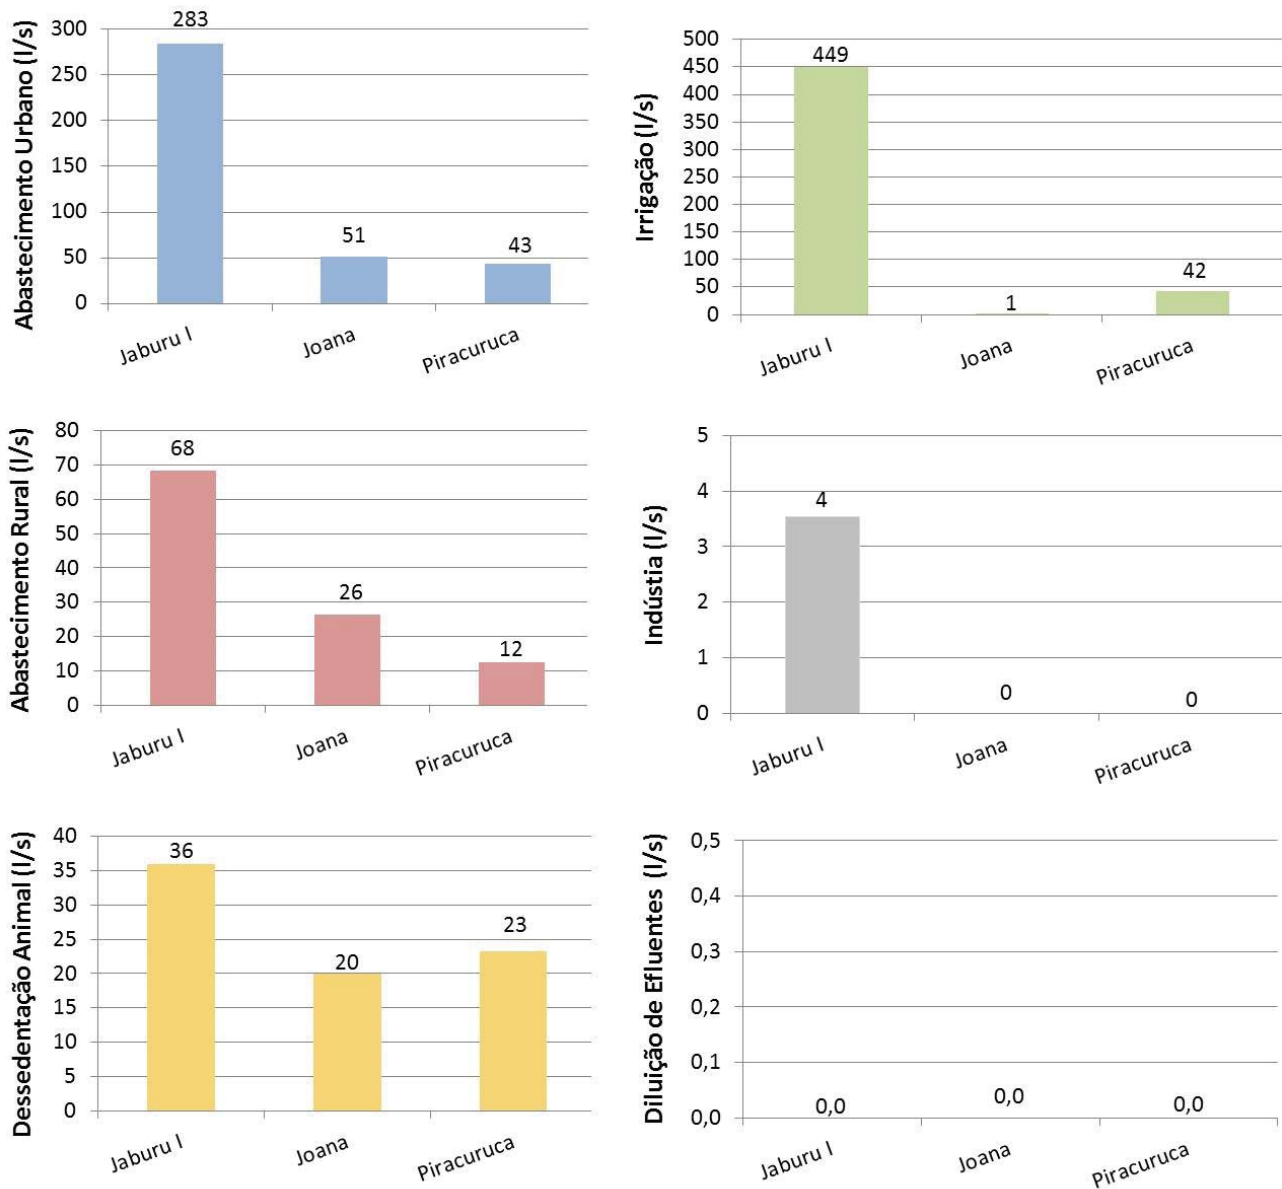 Abastecimento Urbano (l/s)
300
250
200
150
100
50
0
283
51
43
Jaburu I
Joana
Piracuruca
Irrigação (l/s)
500
450
400
350
300
250
200
150
100
50
0
449
1
42
Jaburu I
Joana
Piracuruca
Abastecimento Rural (l/s)
80
70
60
50
40
30
20
10
0
68
26
12
Jaburu I
Joana
Piracuruca
Indústia (l/s)
5
4
3
2
1
0
4
0
0
Jaburu I
Joana
Piracuruca
Dessedentação Animal (l/s)
40
35
30
25
20
15
10
5
0
36
20
23
Jaburu I
Joana
Piracuruca
Diluição de Efluentes (l/s)
0,5
0,4
0,3
0,2
0,1
0,0
0,0
0,0
0,0
Jaburu I
Joana
Piracuruca